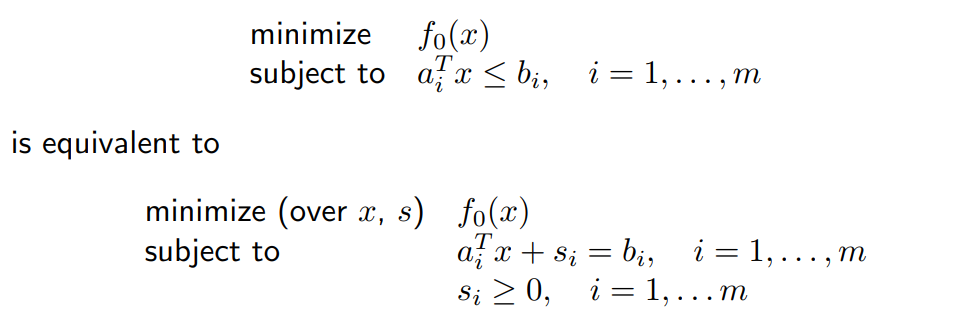 minimize f₀(x)
subject to aᵢᵀx ≤ bᵢ, i = 1, . . . , m
is equivalent to
minimize (over x, s) f₀(x)
subject to aᵢᵀx + sᵢ = bᵢ, i = 1, . . . , m
sᵢ ≥ 0, i = 1, . . . m